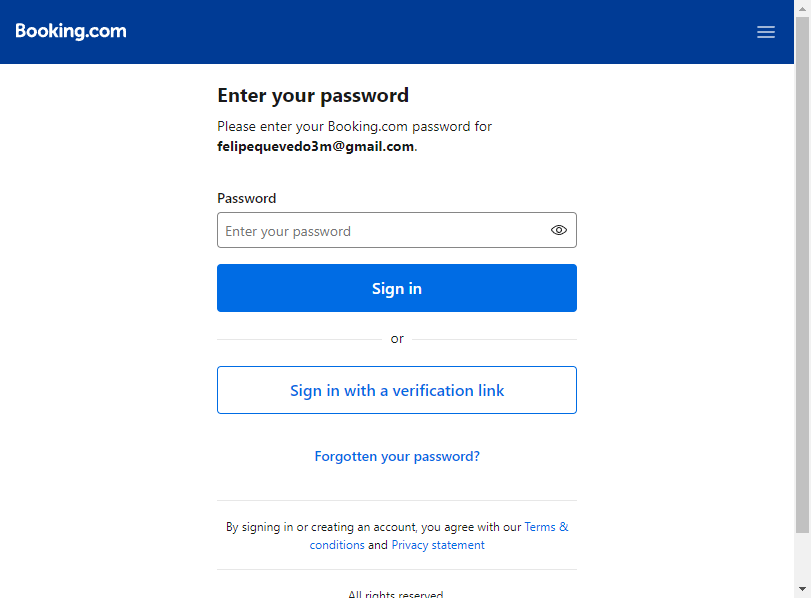 Booking.com
Enter your password
Please enter your Booking.com password for
felipequevedo3m@gmail.com.
Password
Enter your password
Sign in
or
Sign in with a verification link
Forgotten your password?
By signing in or creating an account, you agree with our Terms &
conditions and Privacy statement
All rights reserved.